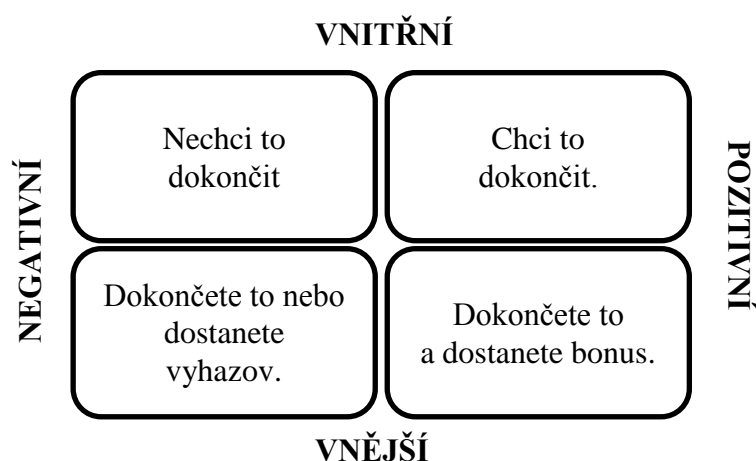 VNITŘNÍ
NEGATIVNÍ
Nechci to
dokončit
Chci to
dokončit.
POZITIVNÍ
Dokončete to nebo
dostanete
vyhazov.
Dokončete to
a dostanete bonus.
VNĚJŠÍ